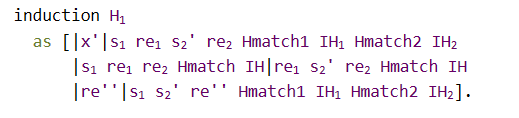 induction H₁
as [|x'|s₁ re₁ s₂' re₂ Hmatch1 IH₁ Hmatch2 IH₂
|s₁ re₁ re₂ Hmatch IH|re₁ s₂' re₂ Hmatch IH
|re''|s₁ s₂' re'' Hmatch1 IH₁ Hmatch2 IH₂].